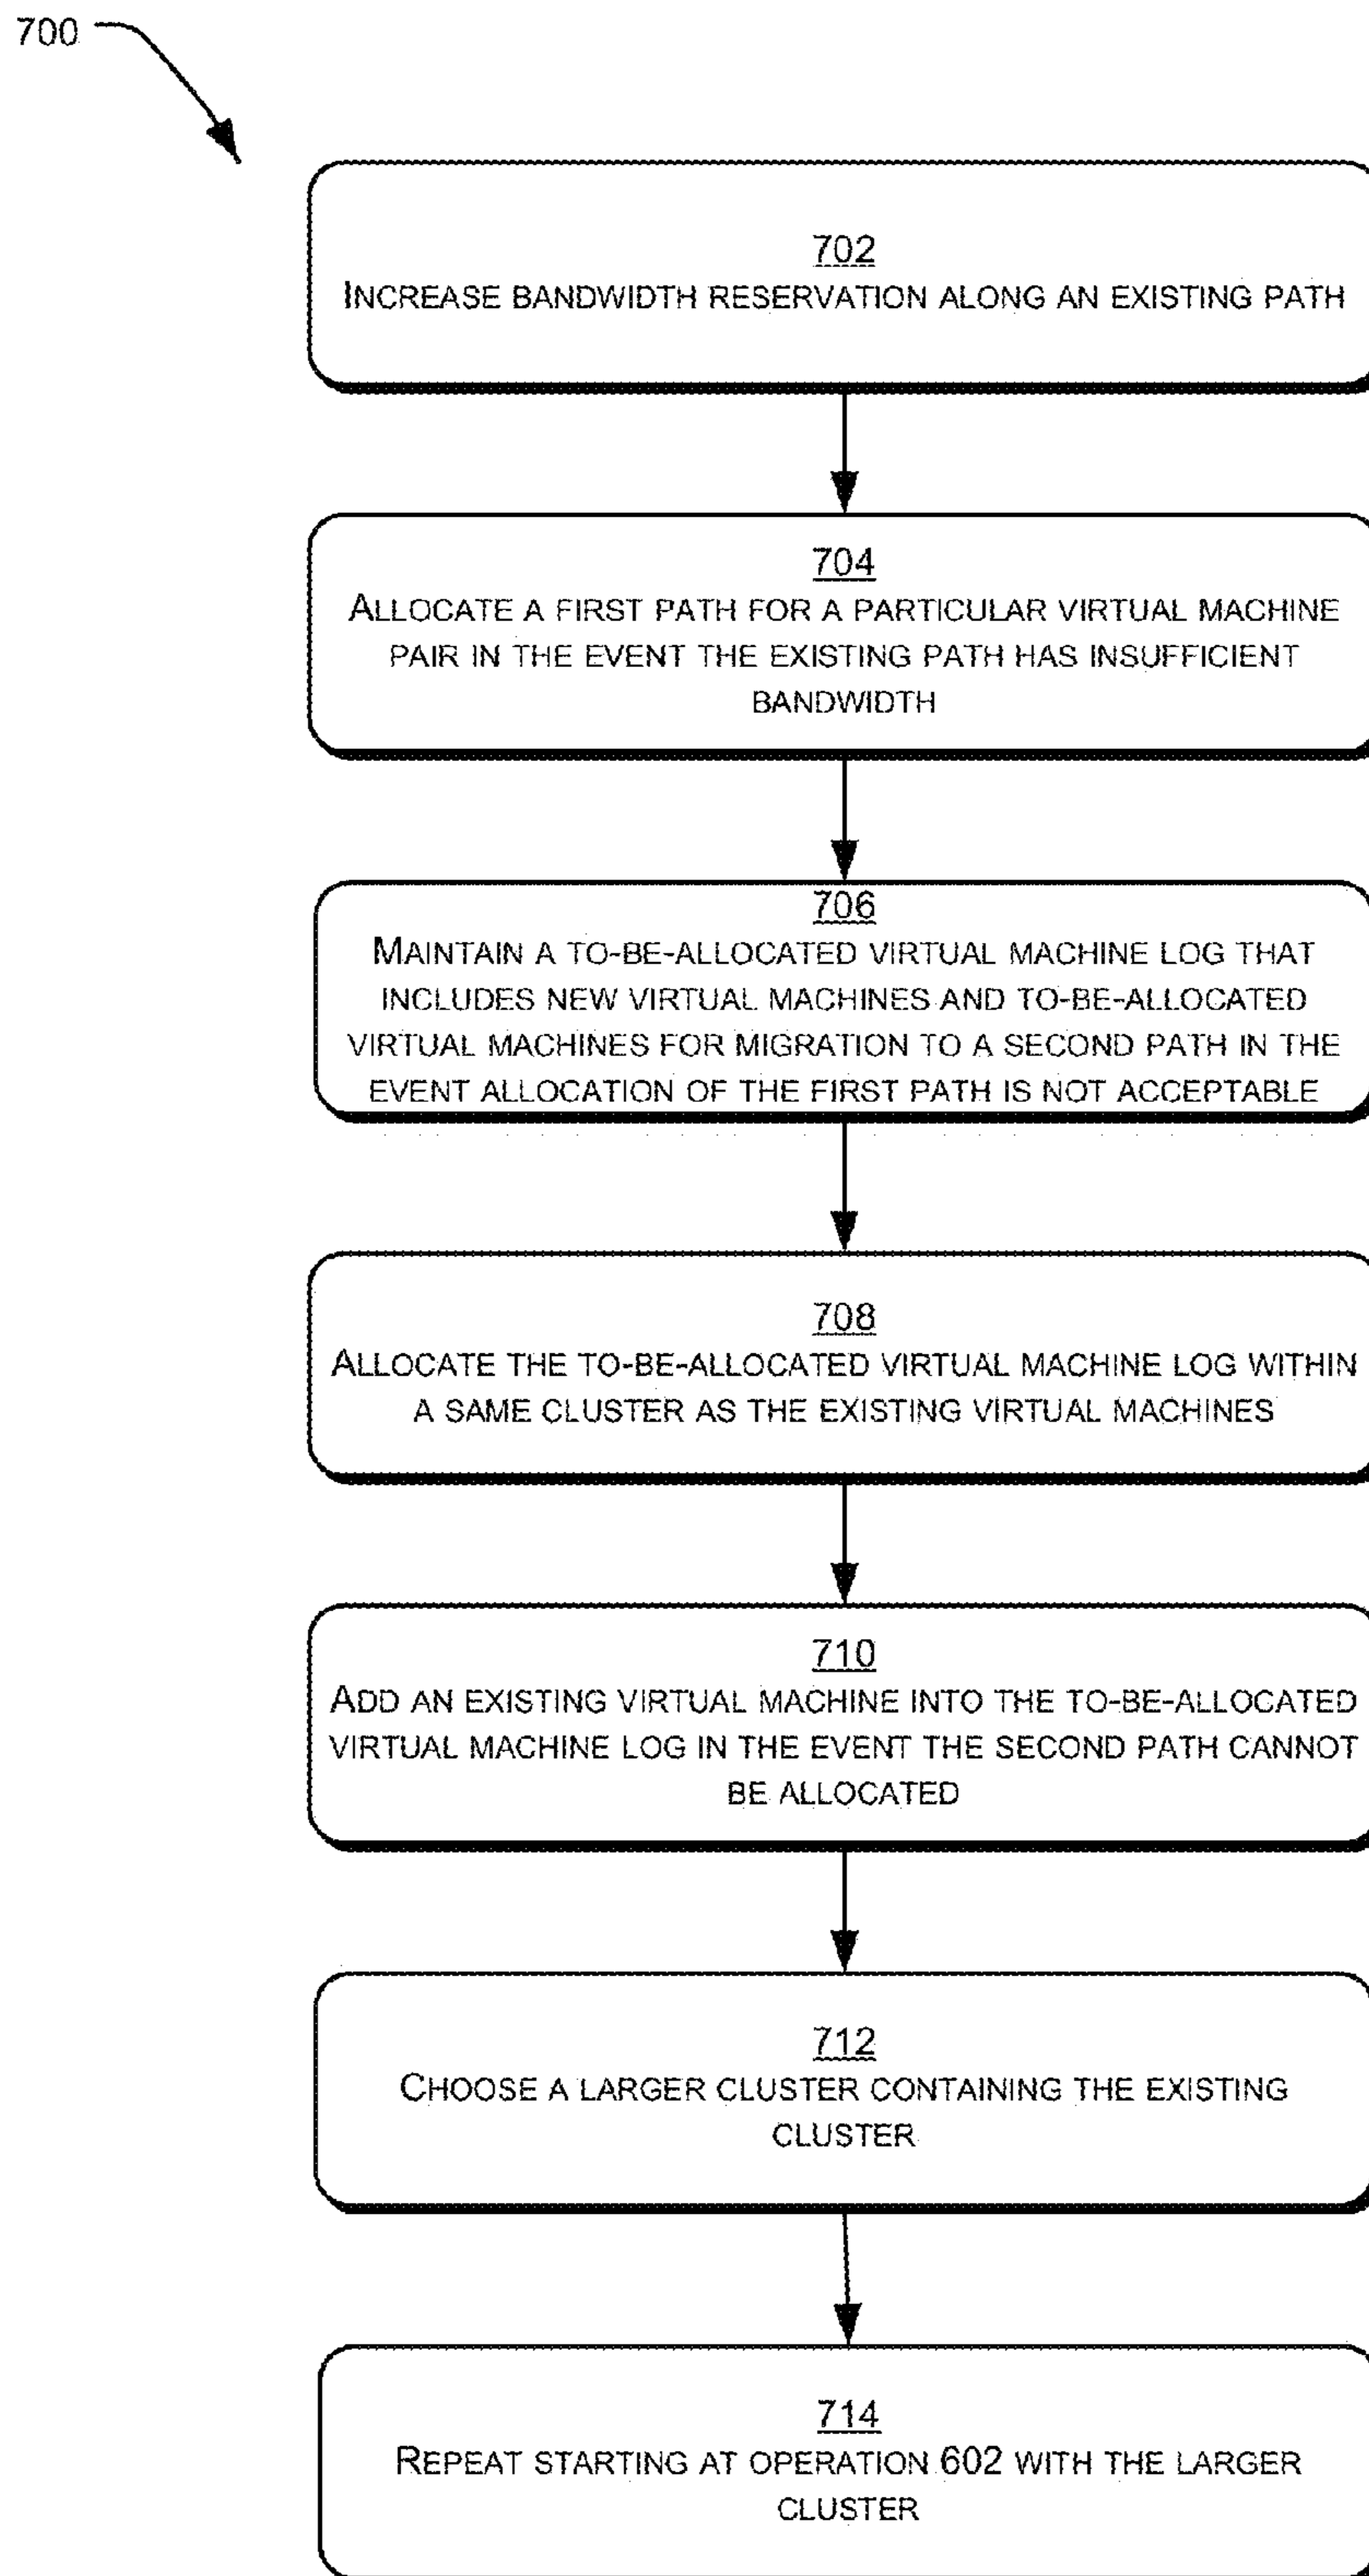 700
702
INCREASE BANDWIDTH RESERVATION ALONG AN EXISTING PATH
704
ALLOCATE A FIRST PATH FOR A PARTICULAR VIRTUAL MACHINE
PAIR IN THE EVENT THE EXISTING PATH HAS INSUFFICIENT
BANDWIDTH
706
MAINTAIN A TO-BE-ALLOCATED VIRTUAL MACHINE LOG THAT
INCLUDES NEW VIRTUAL MACHINES AND TO-BE-ALLOCATED
VIRTUAL MACHINES FOR MIGRATION TO A SECOND PATH IN THE
EVENT ALLOCATION OF THE FIRST PATH IS NOT ACCEPTABLE
708
ALLOCATE THE TO-BE-ALLOCATED VIRTUAL MACHINE LOG WITHIN
A SAME CLUSTER AS THE EXISTING VIRTUAL MACHINES
710
ADD AN EXISTING VIRTUAL MACHINE INTO THE TO-BE-ALLOCATED
VIRTUAL MACHINE LOG IN THE EVENT THE SECOND PATH CANNOT
BE ALLOCATED
712
CHOOSE A LARGER CLUSTER CONTAINING THE EXISTING
CLUSTER
714
REPEAT STARTING AT OPERATION 602 WITH THE LARGER
CLUSTER